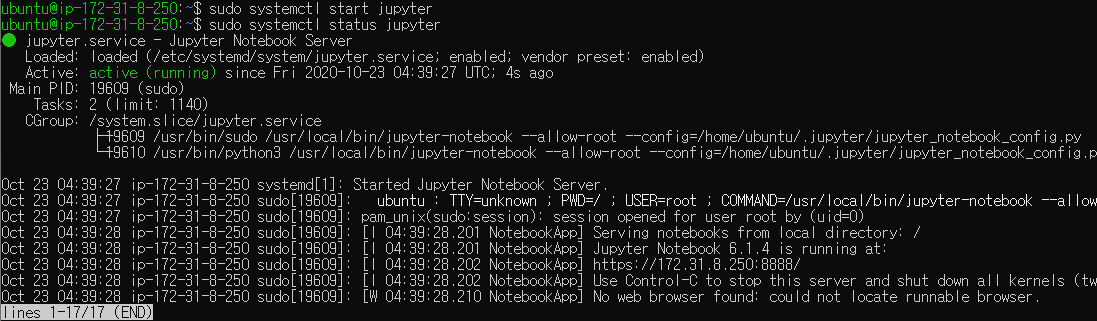 ubuntu@ip-172-31-8-250:~$ sudo systemctl start jupyter
ubuntu@ip-172-31-8-250:~$ sudo systemctl status jupyter
● jupyter.service - Jupyter Notebook Server
Loaded: loaded (/etc/systemd/system/jupyter.service; enabled; vendor preset: enabled)
Active: active (running) since Fri 2020-10-23 04:39:27 UTC; 4s ago
Main PID: 19609 (sudo)
Tasks: 2 (limit: 1140)
CGroup: /system.slice/jupyter.service
├─19609 /usr/bin/sudo /usr/local/bin/jupyter-notebook --allow-root --config=/home/ubuntu/.jupyter/jupyter_notebook_config.py
└─19610 /usr/bin/python3 /usr/local/bin/jupyter-notebook --allow-root --config=/home/ubuntu/.jupyter/jupyter_notebook_config.p
Oct 23 04:39:27 ip-172-31-8-250 systemd[1]: Started Jupyter Notebook Server.
Oct 23 04:39:27 ip-172-31-8-250 sudo[19609]: ubuntu : TTY=unknown ; PWD=/ ; USER=root ; COMMAND=/usr/local/bin/jupyter-notebook --allow
Oct 23 04:39:27 ip-172-31-8-250 sudo[19609]: pam_unix(sudo:session): session opened for user root by (uid=0)
Oct 23 04:39:28 ip-172-31-8-250 sudo[19609]: [I 04:39:28.201 NotebookApp] Serving notebooks from local directory: /
Oct 23 04:39:28 ip-172-31-8-250 sudo[19609]: [I 04:39:28.201 NotebookApp] Jupyter Notebook 6.1.4 is running at:
Oct 23 04:39:28 ip-172-31-8-250 sudo[19609]: [I 04:39:28.202 NotebookApp] https://172.31.8.250:8888/
Oct 23 04:39:28 ip-172-31-8-250 sudo[19609]: [I 04:39:28.202 NotebookApp] Use Control-C to stop this server and shut down all kernels (tw
Oct 23 04:39:28 ip-172-31-8-250 sudo[19609]: [W 04:39:28.210 NotebookApp] No web browser found: could not locate runnable browser.
lines 1-17/17 (END)